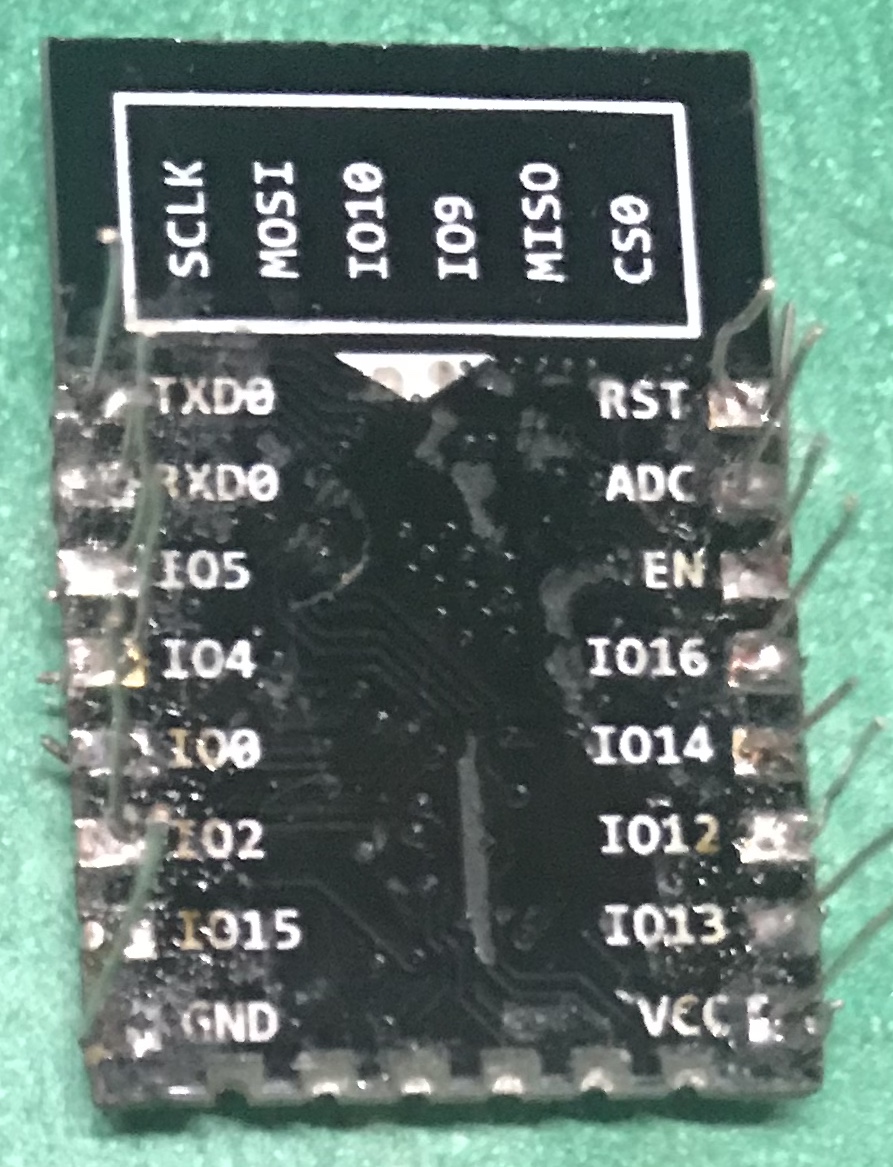 SCLK
MOSI
IO10
IO9
MISO
CS0
TXD0 RST
RXD0 ADC
IO5 EN
IO4 IO16
IO0 IO14
IO2 IO12
IO15 IO13
GND VCC